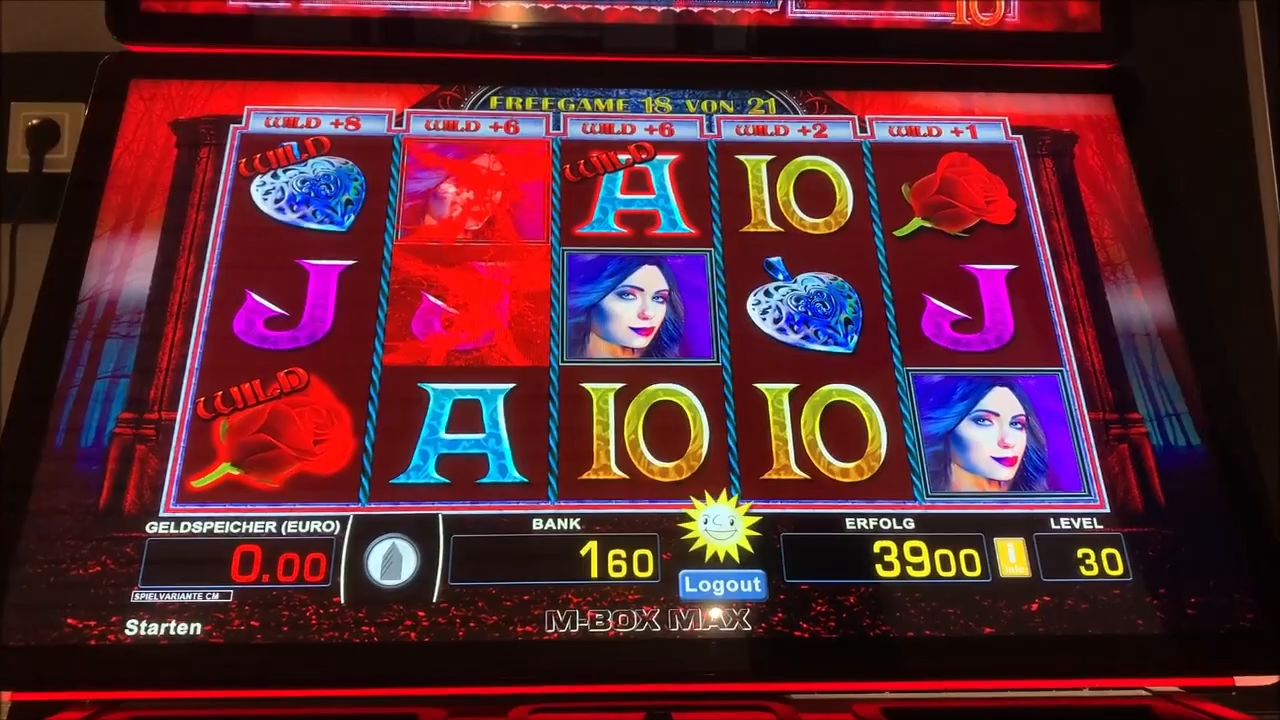 10
FREEGAME 18 VON 21
WILD +8 WILD +6 WILD +6 WILD +2 WILD +1
WILD WILD A 10
J J J
WILD A 10 10
GELDSPEICHER (EURO) BANK ERFOLG LEVEL
0.00 160 3900 info 30
SPIELVARIANTE CM Logout
Starten M-BOX MAX